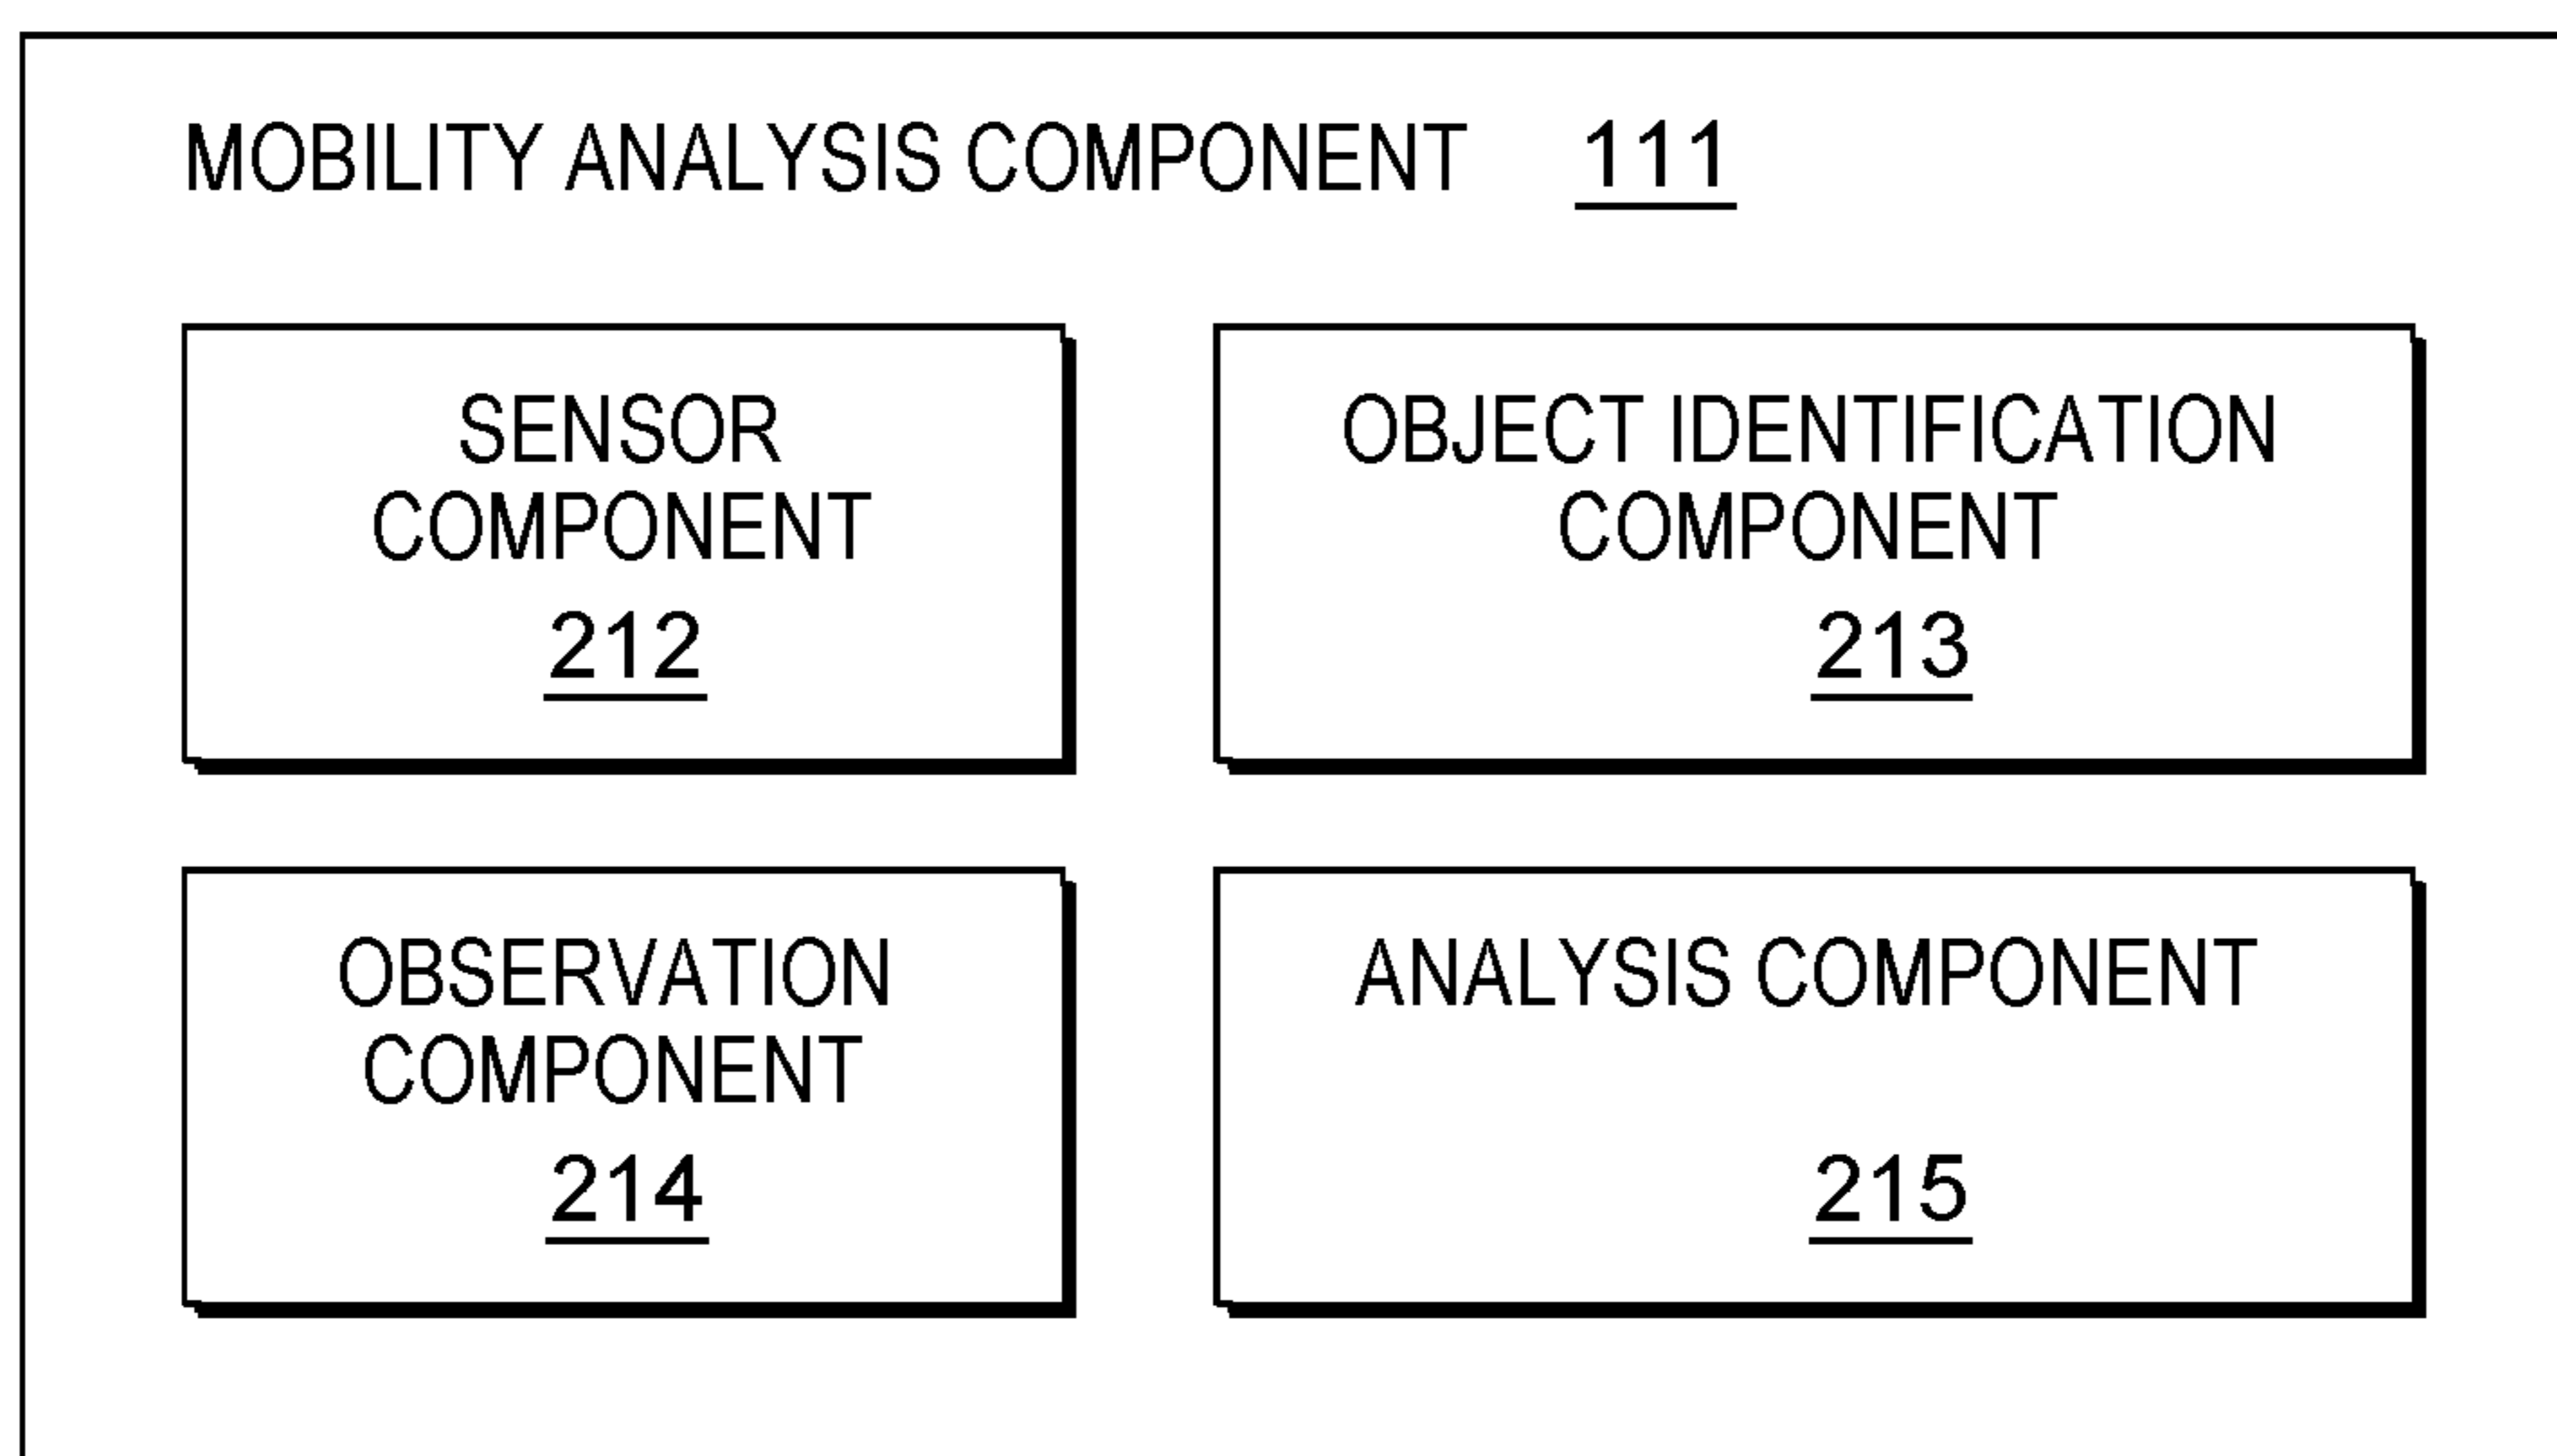 MOBILITY ANALYSIS COMPONENT 111
SENSOR
COMPONENT
212
OBJECT IDENTIFICATION
COMPONENT
213
OBSERVATION
COMPONENT
214
ANALYSIS COMPONENT
215